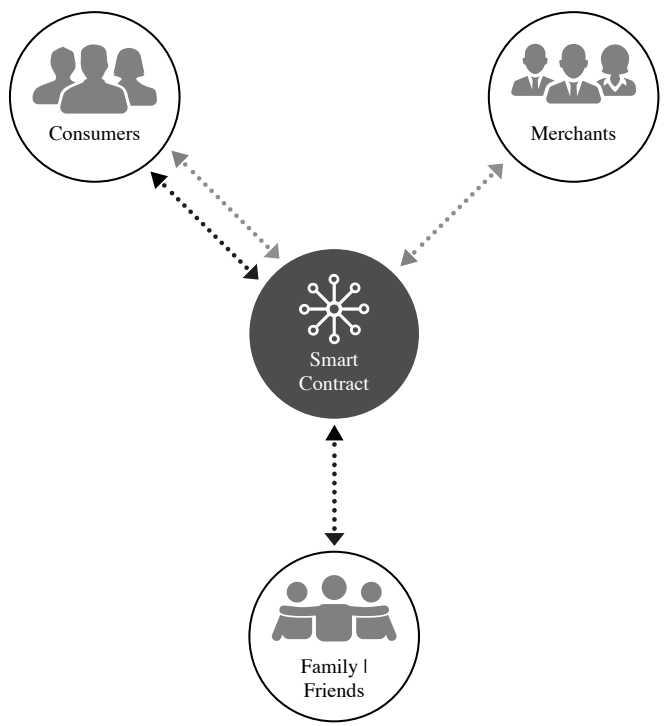 Consumers
Merchants
Smart
Contract
Family |
Friends